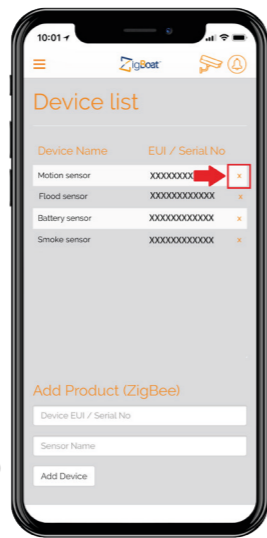 10:01
ZigBoat™
Device list
Device Name EUI / Serial No
Motion sensor XXXXXXXX x
Flood sensor XXXXXXXXXXXX x
Battery sensor XXXXXXXXXXXX x
Smoke sensor XXXXXXXXXXXX x
Add Product (ZigBee)
Device EUI / Serial No
Sensor Name
Add Device